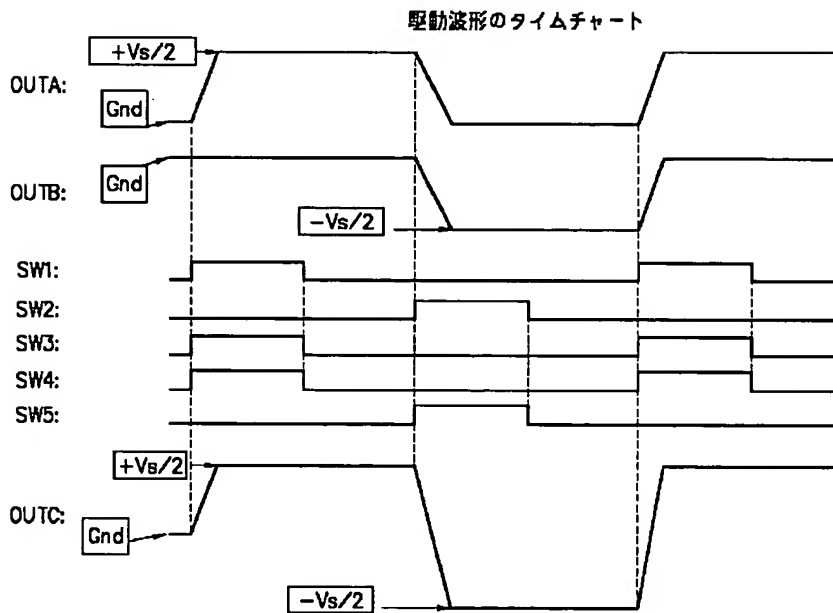 駆動波形のタイムチャート
+Vs/2
OUTA:
Gnd
Gnd
OUTB:
-Vs/2
SW1:
SW2:
SW3:
SW4:
SW5:
+Vs/2
OUTC:
Gnd
-Vs/2